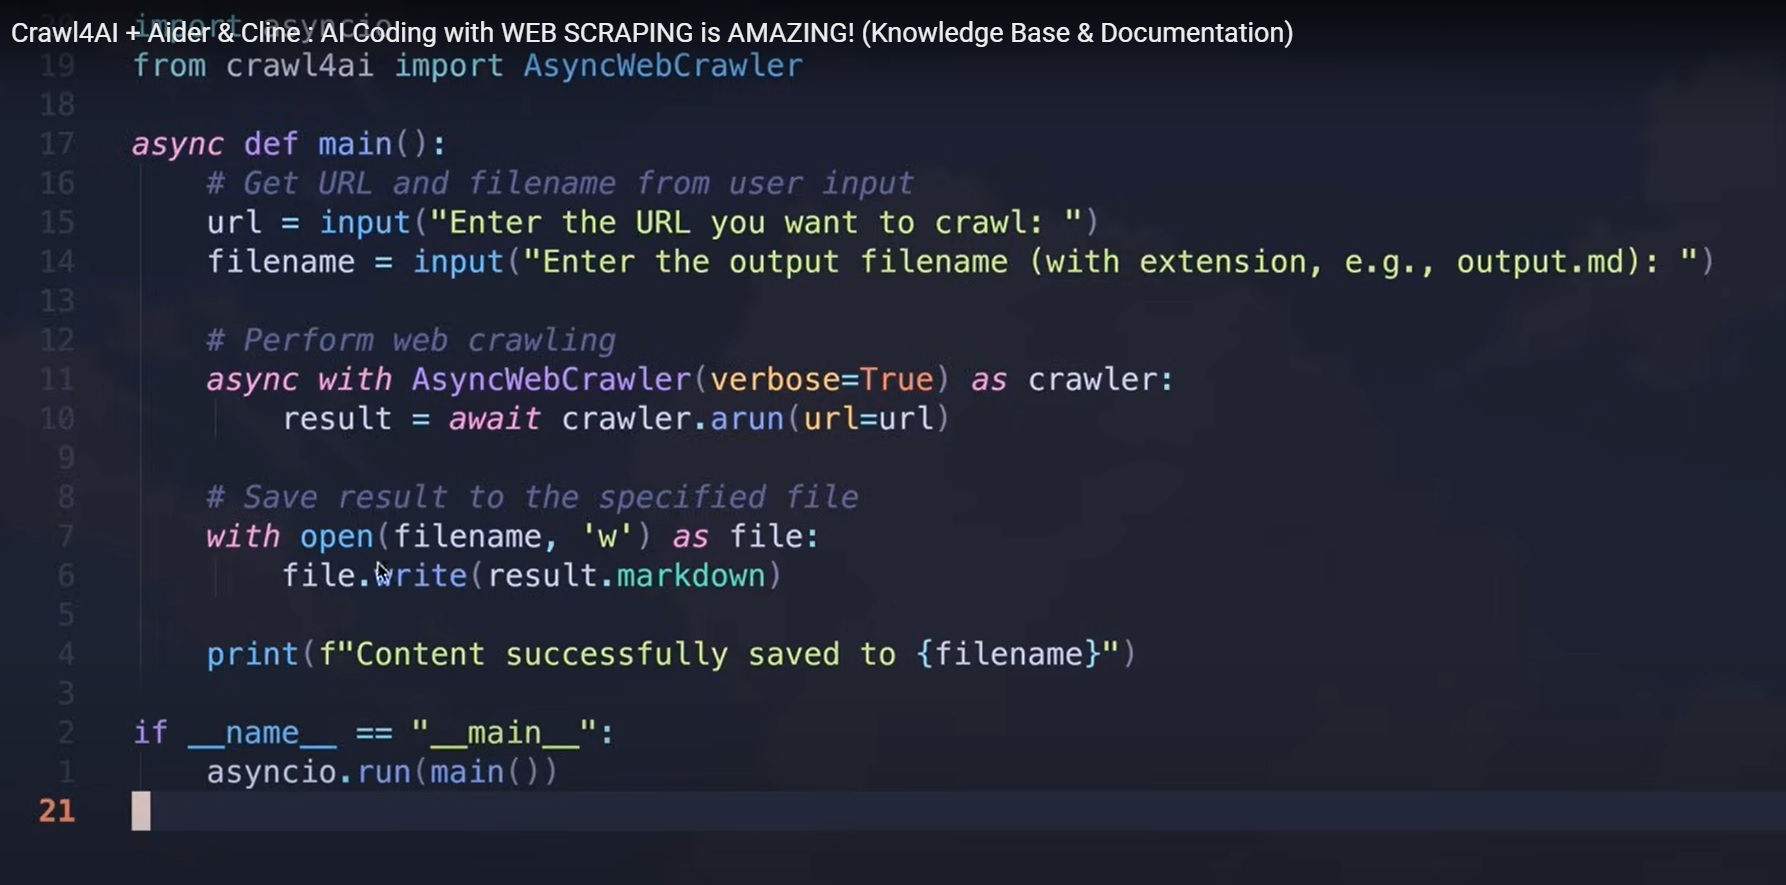 Crawl4AI + Aider & Cline : AI Coding with WEB SCRAPING is AMAZING! (Knowledge Base & Documentation)
20 import asyncio
19 from crawl4ai import AsyncWebCrawler
18
17 async def main():
16     # Get URL and filename from user input
15     url = input("Enter the URL you want to crawl: ")
14     filename = input("Enter the output filename (with extension, e.g., output.md): ")
13
12     # Perform web crawling
11     async with AsyncWebCrawler(verbose=True) as crawler:
10         result = await crawler.arun(url=url)
9
8     # Save result to the specified file
7     with open(filename, 'w') as file:
6         file.write(result.markdown)
5
4     print(f"Content successfully saved to {filename}")
3
2 if __name__ == "__main__":
1     asyncio.run(main())
21